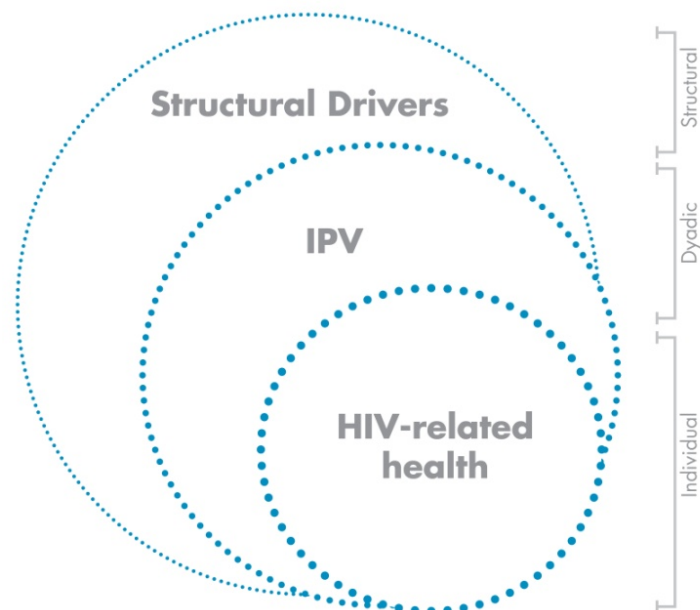 Structural Drivers
IPV
HIV-related
health
Structural
Dyadic
Individual